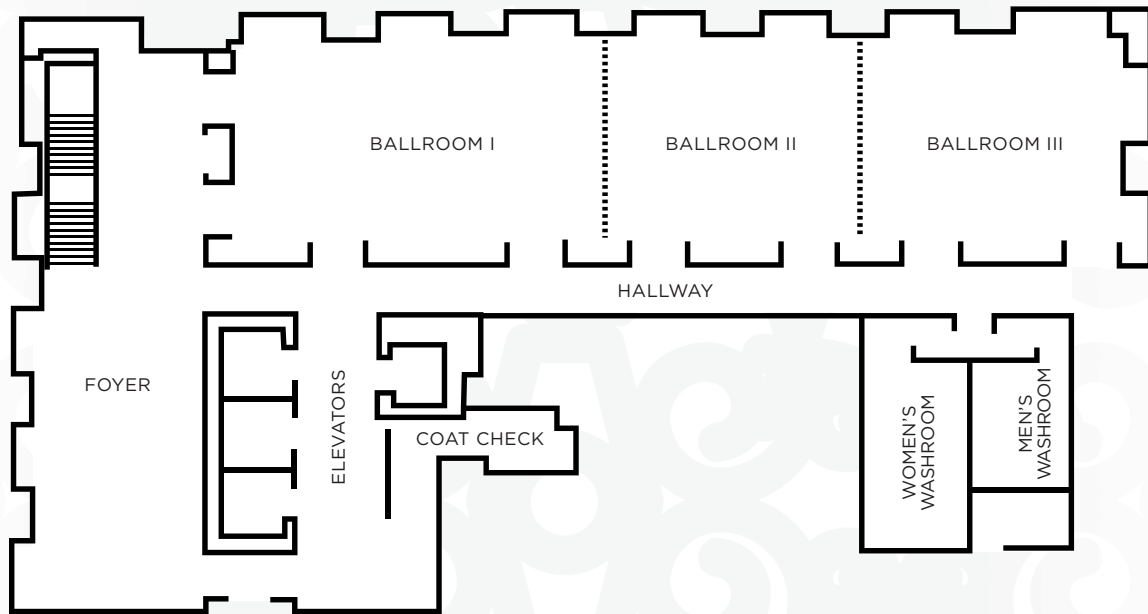 BALLROOM I
BALLROOM II
BALLROOM III
HALLWAY
FOYER
ELEVATORS
COAT CHECK
WOMEN'S
WASHROOM
MEN'S
WASHROOM